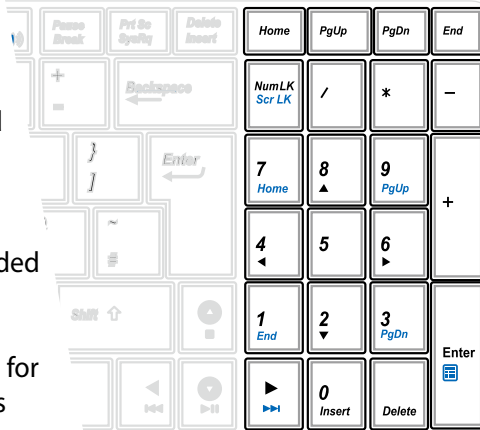 Pause Prt Sc Delete Home PgUp PgDn End
Break SysRq Insert
+ Backspace NumLK / * −
= Scr LK
} Enter 7 8 9 +
] Home PgUp
~ 4 5 6
#
ded
Shift 1 2 3
End PgDn
Enter
for
0
s Insert Delete